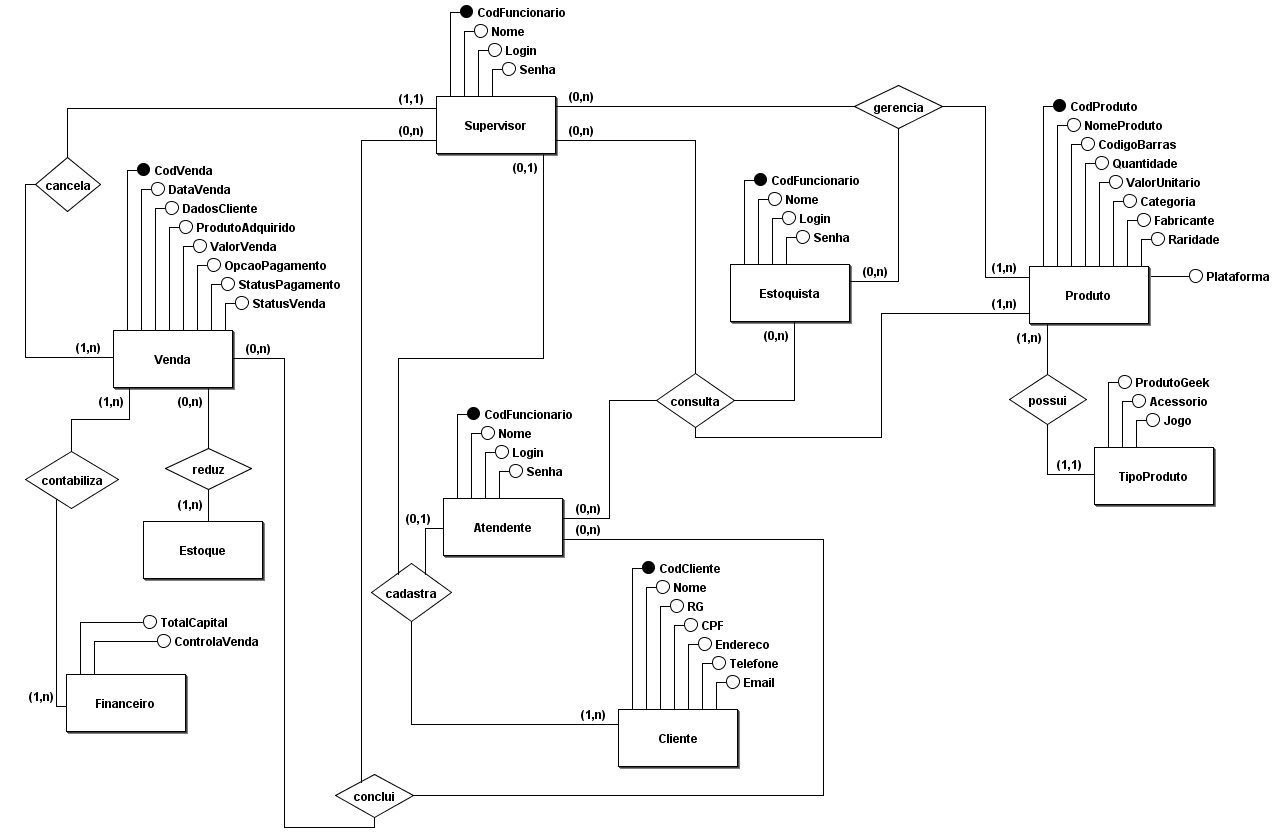 CodFuncionario
Nome
Login
Senha
(1,1)
(0,n)
Supervisor
(0,n)
(0,n)
(0,1)
gerencia
cancela
CodVenda
DataVenda
DadosCliente
ProdutoAdquirido
ValorVenda
OpcaoPagamento
StatusPagamento
StatusVenda
(1,n)
Venda
(0,n)
(1,n)
(0,n)
CodFuncionario
Nome
Login
Senha
Estoquista
(0,n)
(0,n)
CodProduto
NomeProduto
CodigoBarras
Quantidade
ValorUnitario
Categoria
Fabricante
Raridade
Plataforma
(1,n)
Produto
(1,n)
(1,n)
possui
ProdutoGeek
Acessorio
Jogo
(1,1)
TipoProduto
consulta
contabiliza
reduz
(1,n)
Estoque
CodFuncionario
Nome
Login
Senha
(0,1)
Atendente
(0,n)
(0,n)
cadastra
TotalCapital
ControlaVenda
(1,n)
Financeiro
CodCliente
Nome
RG
CPF
Endereco
Telefone
Email
(1,n)
Cliente
conclui